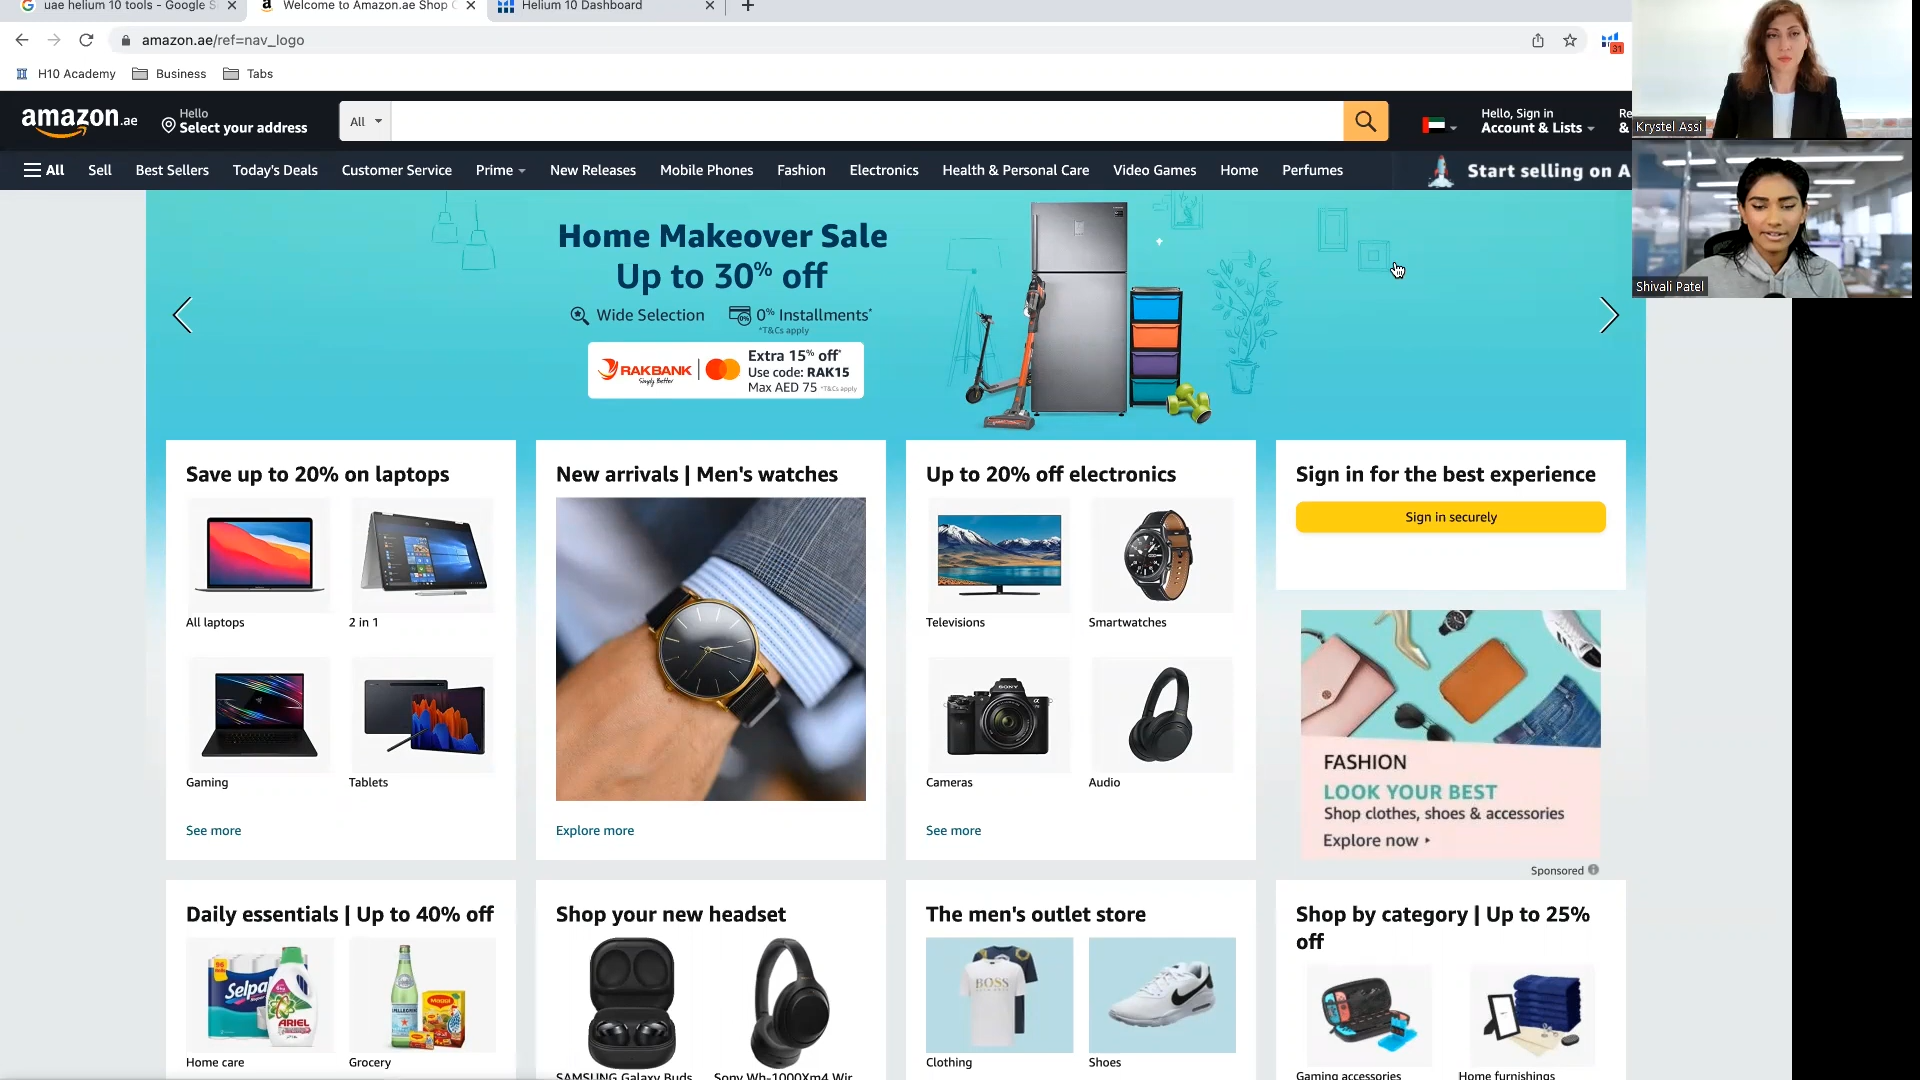 uae helium 10 tools - Google S
Welcome to Amazon.ae Shop
Helium 10 Dashboard
amazon.ae/ref=nav_logo
31
H10 Academy
Business
Tabs
amazon.ae
Hello
Select your address
All
Hello, Sign in
Account & Lists
Re
&
Krystel Assi
All
Sell
Best Sellers
Today's Deals
Customer Service
Prime
New Releases
Mobile Phones
Fashion
Electronics
Health & Personal Care
Video Games
Home
Perfumes
Start selling on A
Home Makeover Sale
Up to 30% off
Wide Selection
0% Installments*
*T&Cs apply
RAKBANK
Simply Better
Extra 15% off*
Use code: RAK15
Max AED 75 *T&Cs apply
Shivali Patel
Save up to 20% on laptops
All laptops
2 in 1
Gaming
Tablets
See more
New arrivals | Men's watches
Explore more
Up to 20% off electronics
Televisions
Smartwatches
SONY
Cameras
Audio
See more
Sign in for the best experience
Sign in securely
FASHION
LOOK YOUR BEST
Shop clothes, shoes & accessories
Explore now
Sponsored
Daily essentials | Up to 40% off
Selpa
ARIEL
Home care
MAGGI
Grocery
Shop your new headset
SAMSUNG Galaxy Buds
Sony Wh-1000Xm4 Wir
The men's outlet store
BOSS
Clothing
Shoes
Shop by category | Up to 25%
off
Gaming accessories
Home furnishings